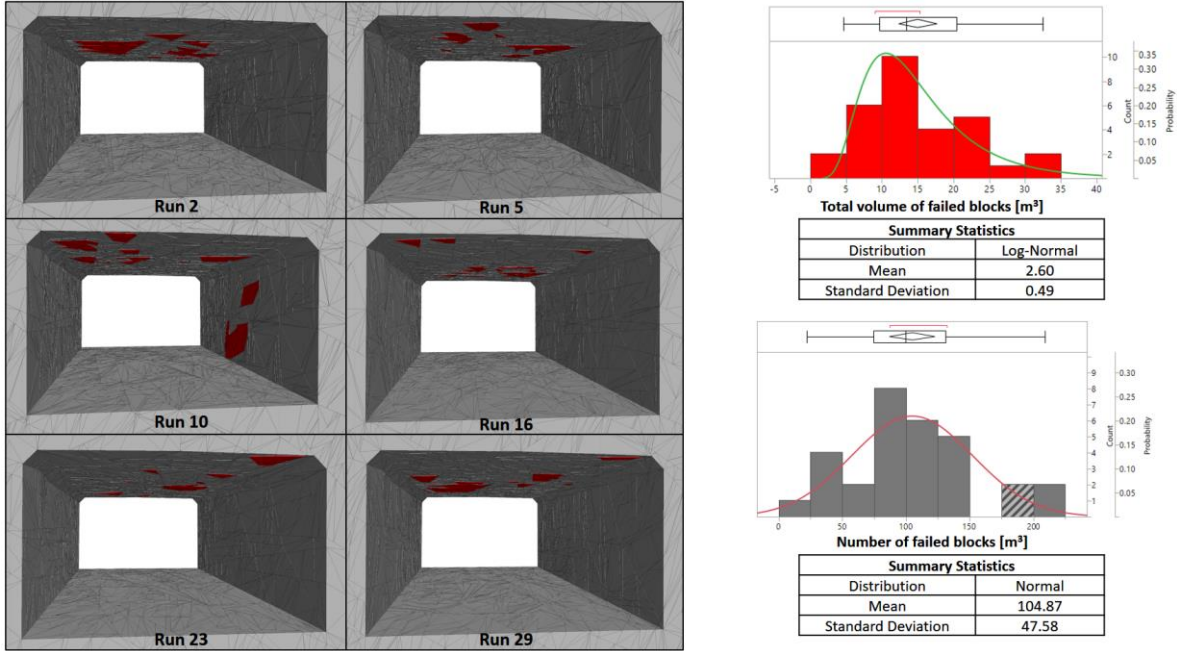 Run 2
Run 5
Run 10
Run 16
Run 23
Run 29
10
8
6
4
2
Count
0.35
0.30
0.25
0.20
0.15
0.10
0.05
Probability
-5 0 5 10 15 20 25 30 35 40
Total volume of failed blocks [m³]
Summary Statistics
Distribution Log-Normal
Mean 2.60
Standard Deviation 0.49
9
8
7
6
5
4
3
2
1
Count
0.30
0.25
0.20
0.15
0.10
0.05
Probability
0 50 100 150 200
Number of failed blocks [m³]
Summary Statistics
Distribution Normal
Mean 104.87
Standard Deviation 47.58